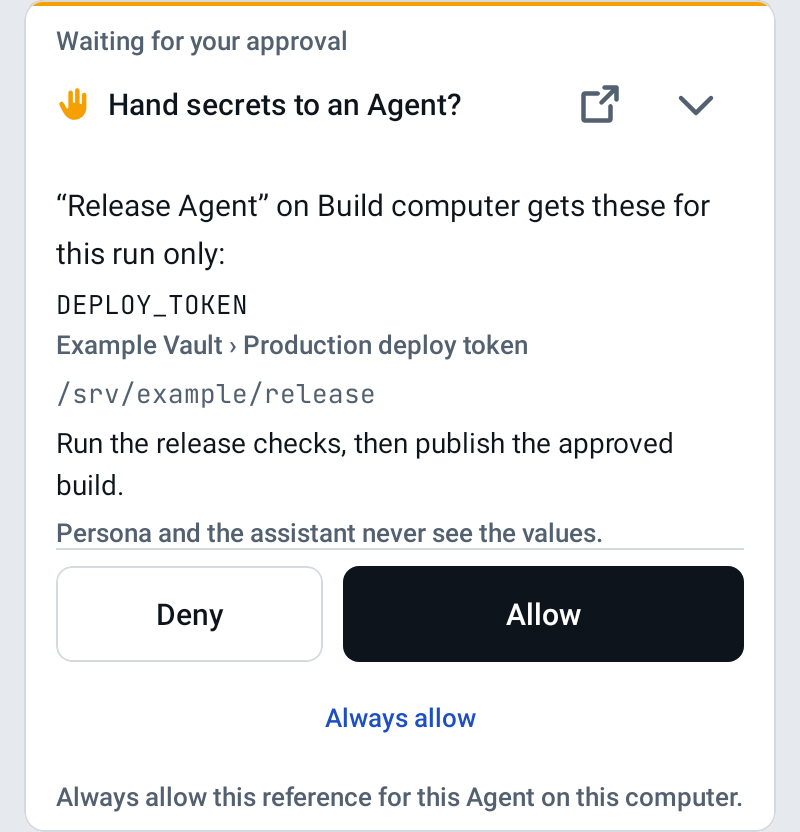 Waiting for your approval
Hand secrets to an Agent?
“Release Agent” on Build computer gets these for
this run only:
DEPLOY_TOKEN
Example Vault › Production deploy token
/srv/example/release
Run the release checks, then publish the approved
build.
Persona and the assistant never see the values.
Deny
Allow
Always allow
Always allow this reference for this Agent on this computer.